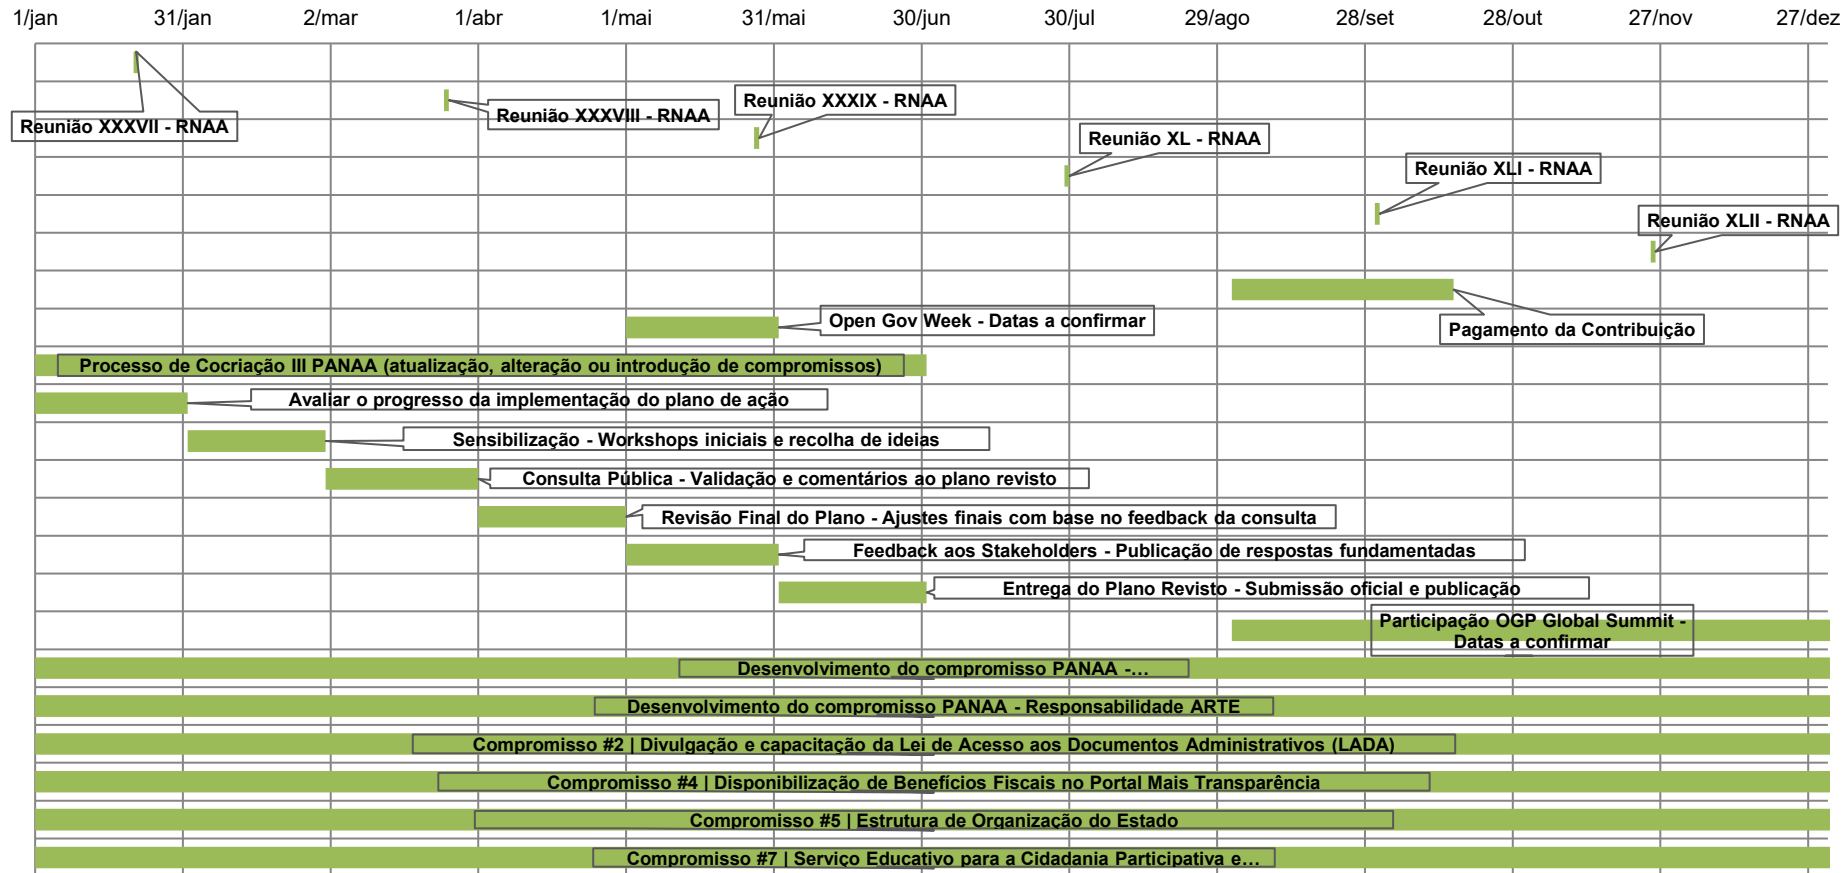 1/jan 31/jan 2/mar 1/abr 1/mai 31/mai 30/jun 30/jul 29/ago 28/set 28/out 27/nov 27/dez
Reunião XXXVII - RNAA
Reunião XXXVIII - RNAA
Reunião XXXIX - RNAA
Reunião XL - RNAA
Reunião XLI - RNAA
Reunião XLII - RNAA
Pagamento da Contribuição
Open Gov Week - Datas a confirmar
Processo de Cocriação III PANAA (atualização, alteração ou introdução de compromissos)
Avaliar o progresso da implementação do plano de ação
Sensibilização - Workshops iniciais e recolha de ideias
Consulta Pública - Validação e comentários ao plano revisto
Revisão Final do Plano - Ajustes finais com base no feedback da consulta
Feedback aos Stakeholders - Publicação de respostas fundamentadas
Entrega do Plano Revisto - Submissão oficial e publicação
Participação OGP Global Summit -
Datas a confirmar
Desenvolvimento do compromisso PANAA -...
Desenvolvimento do compromisso PANAA - Responsabilidade ARTE
Compromisso #2 | Divulgação e capacitação da Lei de Acesso aos Documentos Administrativos (LADA)
Compromisso #4 | Disponibilização de Benefícios Fiscais no Portal Mais Transparência
Compromisso #5 | Estrutura de Organização do Estado
Compromisso #7 | Serviço Educativo para a Cidadania Participativa e...